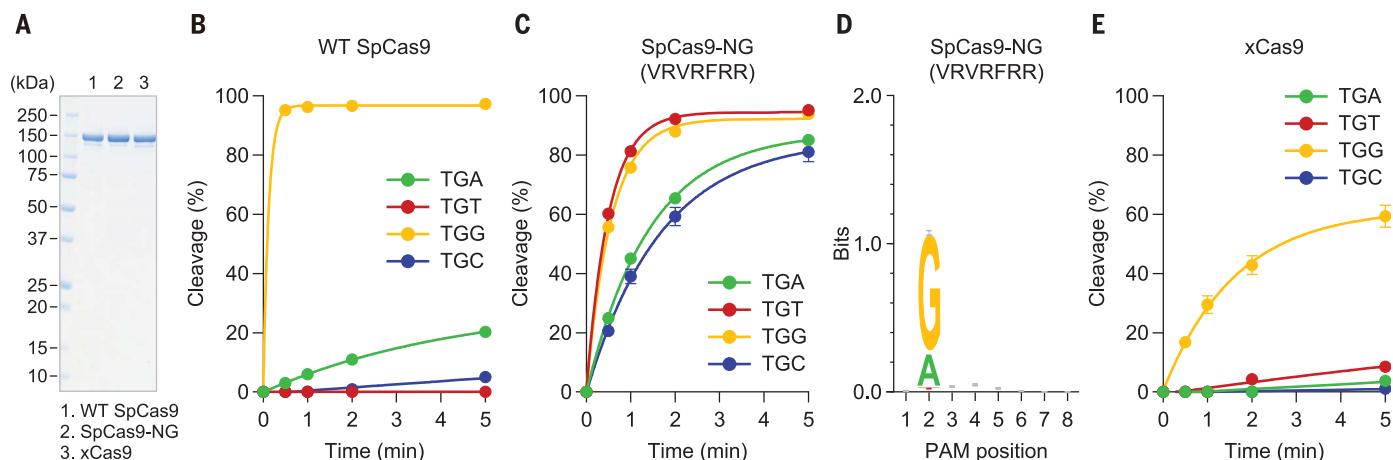 A
(kDa) 1 2 3
250
150
100
75
50
37
25
20
15
10
1. WT SpCas9
2. SpCas9-NG
3. xCas9
B
WT SpCas9
Cleavage (%)
100
80
60
40
20
0
TGA
TGT
TGG
TGC
0 1 2 3 4 5
Time (min)
C
SpCas9-NG
(VRVRFRR)
Cleavage (%)
100
80
60
40
20
0
TGA
TGT
TGG
TGC
0 1 2 3 4 5
Time (min)
D
SpCas9-NG
(VRVRFRR)
Bits
2.0
1.0
0.0
G
A
1 2 3 4 5 6 7 8
PAM position
E
xCas9
Cleavage (%)
100
80
60
40
20
0
TGA
TGT
TGG
TGC
0 1 2 3 4 5
Time (min)